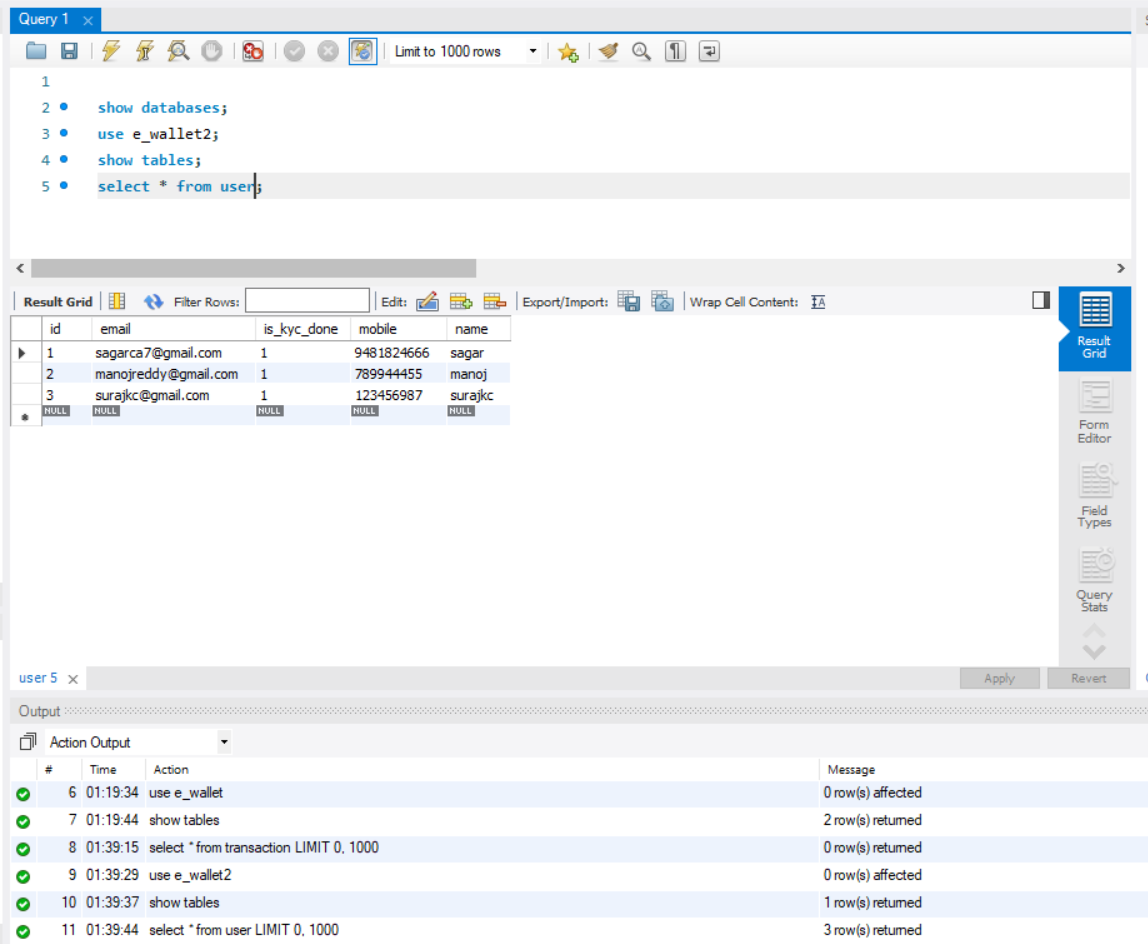 Query 1
Limit to 1000 rows
1
2 show databases;
3 use e_wallet2;
4 show tables;
5 select * from user;
Result Grid Filter Rows: Edit: Export/Import: Wrap Cell Content:
id email is_kyc_done mobile name
1 sagarca7@gmail.com 1 9481824666 sagar
2 manojreddy@gmail.com 1 789944455 manoj
3 surajkc@gmail.com 1 123456987 surajkc
NULL NULL NULL NULL NULL
Result
Grid
Form
Editor
Field
Types
Query
Stats
user 5 Apply Revert
Output
Action Output
# Time Action Message
6 01:19:34 use e_wallet 0 row(s) affected
7 01:19:44 show tables 2 row(s) returned
8 01:39:15 select * from transaction LIMIT 0, 1000 0 row(s) returned
9 01:39:29 use e_wallet2 0 row(s) affected
10 01:39:37 show tables 1 row(s) returned
11 01:39:44 select * from user LIMIT 0, 1000 3 row(s) returned